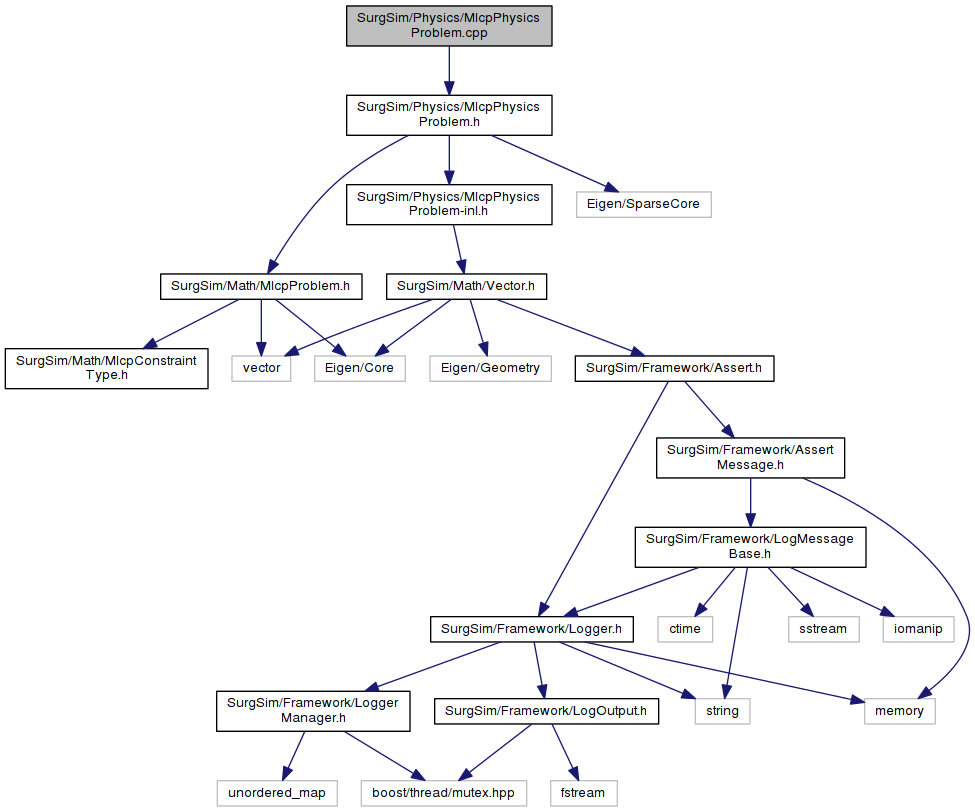 SurgSim/Physics/MlcpPhysics
Problem.cpp
SurgSim/Physics/MlcpPhysics
Problem.h
SurgSim/Physics/MlcpPhysics
Problem-inl.h
Eigen/SparseCore
SurgSim/Math/MlcpProblem.h
SurgSim/Math/Vector.h
SurgSim/Math/MlcpConstraint
Type.h
vector
Eigen/Core
Eigen/Geometry
SurgSim/Framework/Assert.h
SurgSim/Framework/Assert
Message.h
SurgSim/Framework/LogMessage
Base.h
SurgSim/Framework/Logger.h
ctime
sstream
iomanip
SurgSim/Framework/Logger
Manager.h
SurgSim/Framework/LogOutput.h
string
memory
unordered_map
boost/thread/mutex.hpp
fstream